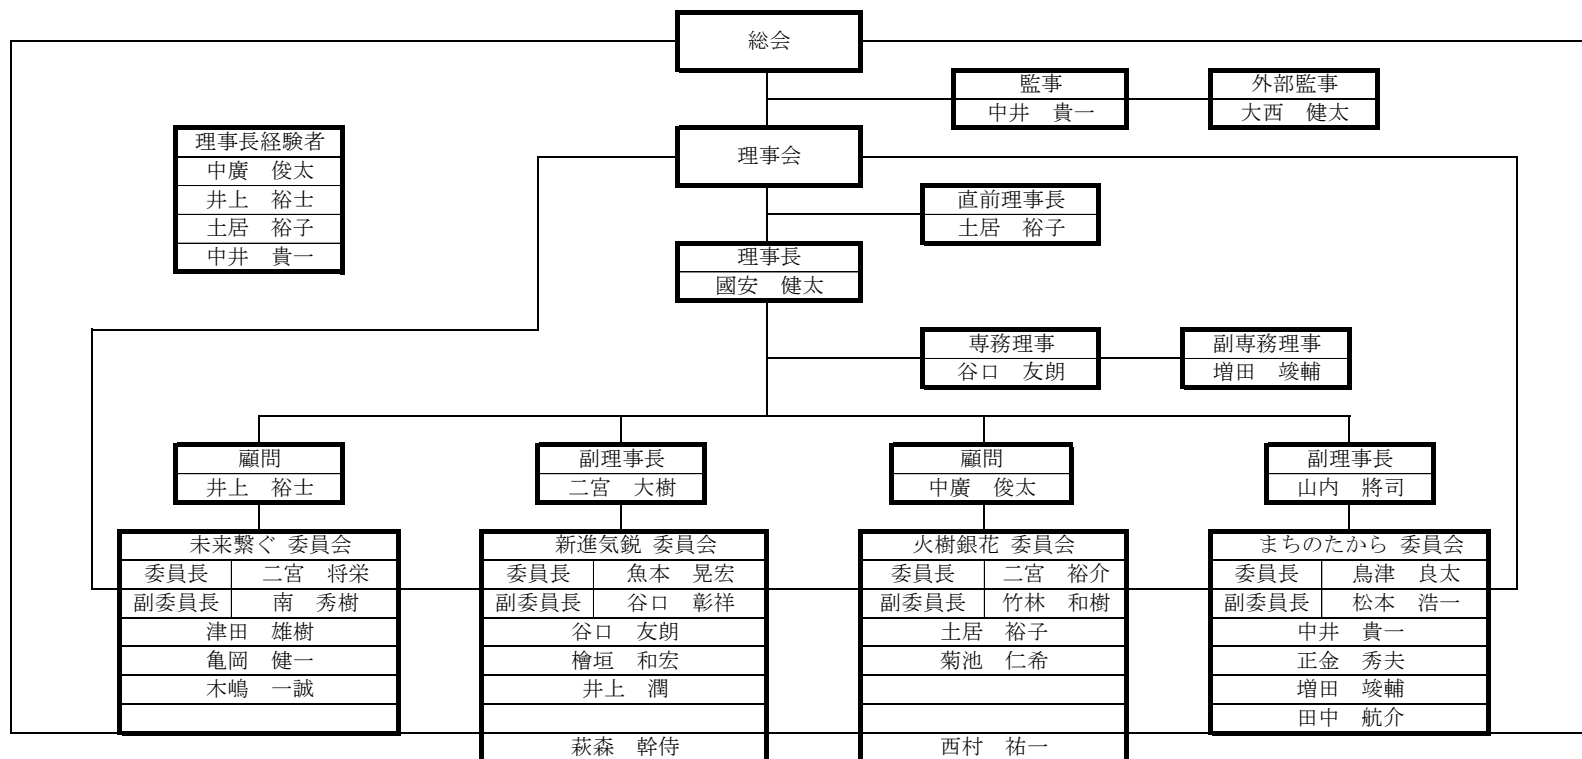 総会
監事
中井　貴一
外部監事
大西　健太
理事長経験者
中廣　俊太
井上　裕士
土居　裕子
中井　貴一
理事会
直前理事長
土居　裕子
理事長
國安　健太
専務理事
谷口　友朗
副専務理事
増田　竣輔
顧問
井上　裕士
副理事長
二宮　大樹
顧問
中廣　俊太
副理事長
山内　將司
未来繋ぐ 委員会
委員長　二宮　将栄
副委員長　南　秀樹
津田　雄樹
亀岡　健一
木嶋　一誠
新進気鋭 委員会
委員長　魚本　晃宏
副委員長　谷口　彰祥
谷口　友朗
檜垣　和宏
井上　潤
萩森　幹侍
火樹銀花 委員会
委員長　二宮　裕介
副委員長　竹林　和樹
土居　裕子
菊池　仁希
西村　祐一
まちのたから 委員会
委員長　鳥津　良太
副委員長　松本　浩一
中井　貴一
正金　秀夫
増田　竣輔
田中　航介